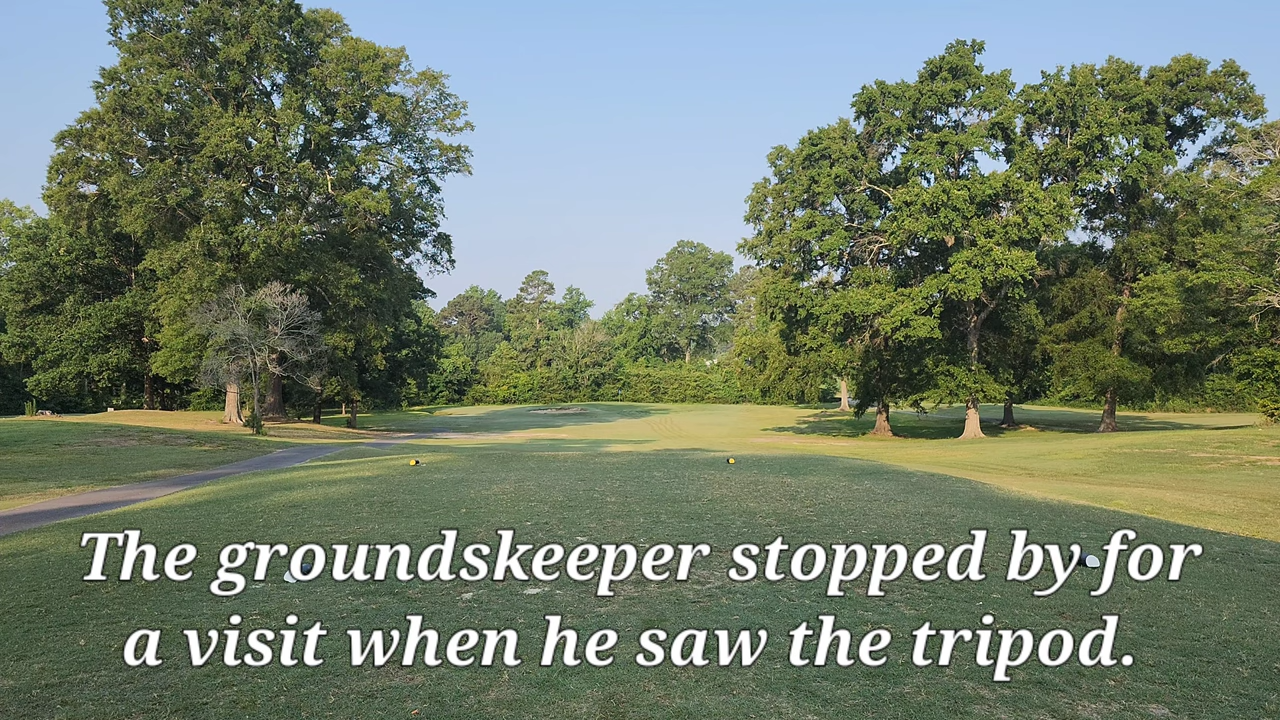 The groundskeeper stopped by for
a visit when he saw the tripod.